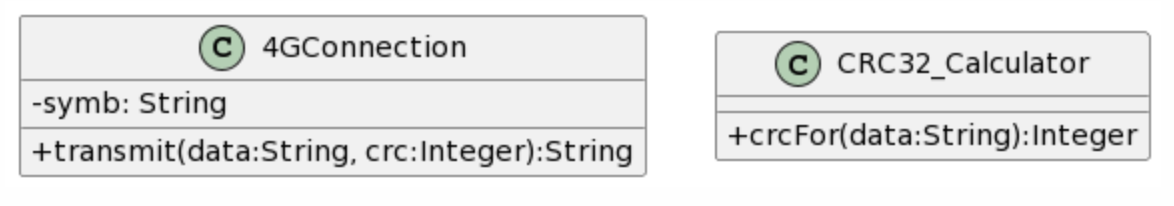 C 4GConnection
-symb: String
+transmit(data:String, crc:Integer):String
C CRC32_Calculator
+crcFor(data:String):Integer